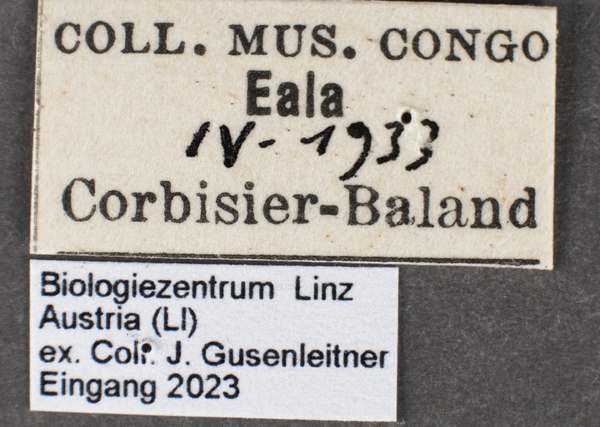 COLL. MUS. CONGO
Eala
IV-1933
Corbisier-Baland
Biologiezentrum Linz
Austria (LI)
ex. Coll. J. Gusenleitner
Eingang 2023